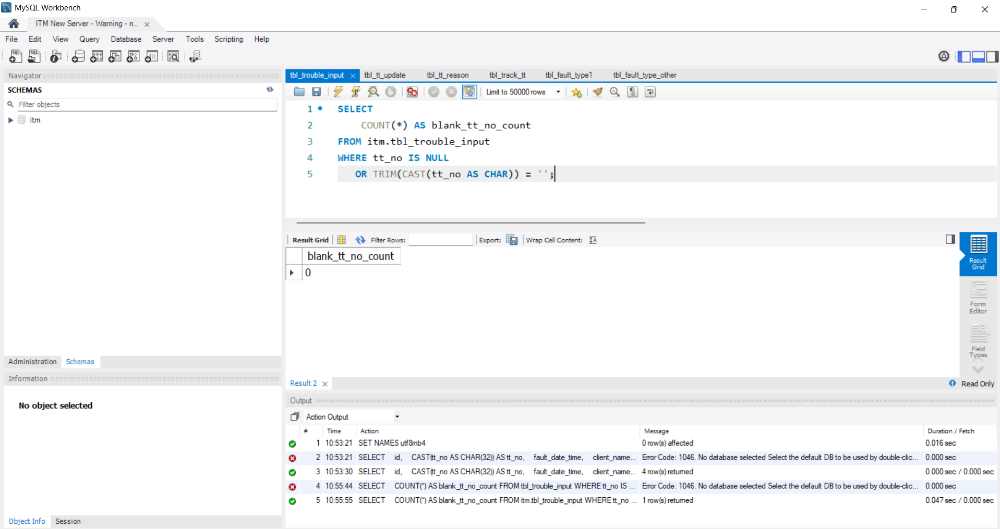 MySQL Workbench
ITM New Server - Warning - n...
File Edit View Query Database Server Tools Scripting Help
Navigator
SCHEMAS
Filter objects
itm
Administration Schemas
Information
No object selected
Object Info Session
tbl_trouble_input tbl_tt_update tbl_tt_reason tbl_track_tt tbl_fault_type1 tbl_fault_type_other
Limit to 50000 rows
1 SELECT
2 COUNT(*) AS blank_tt_no_count
3 FROM itm.tbl_trouble_input
4 WHERE tt_no IS NULL
5 OR TRIM(CAST(tt_no AS CHAR)) = '';
Result Grid Filter Rows: Export: Wrap Cell Content:
blank_tt_no_count
0
Result Grid
Form Editor
Field Types
Result 2 Read Only
Output
Action Output
# Time Action Message Duration / Fetch
1 10:53:21 SET NAMES utf8mb4 0 row(s) affected 0.016 sec
2 10:53:21 SELECT id, CAST(tt_no AS CHAR(32)) AS tt_no, fault_date_time, client_name... Error Code: 1046. No database selected Select the default DB to be used by double-clic... 0.000 sec
3 10:53:30 SELECT id, CAST(tt_no AS CHAR(32)) AS tt_no, fault_date_time, client_name... 4 row(s) returned 0.000 sec / 0.000 sec
4 10:55:44 SELECT COUNT(*) AS blank_tt_no_count FROM tbl_trouble_input WHERE tt_no IS ... Error Code: 1046. No database selected Select the default DB to be used by double-clic... 0.000 sec
5 10:55:55 SELECT COUNT(*) AS blank_tt_no_count FROM itm.tbl_trouble_input WHERE tt_no ... 1 row(s) returned 0.047 sec / 0.000 sec